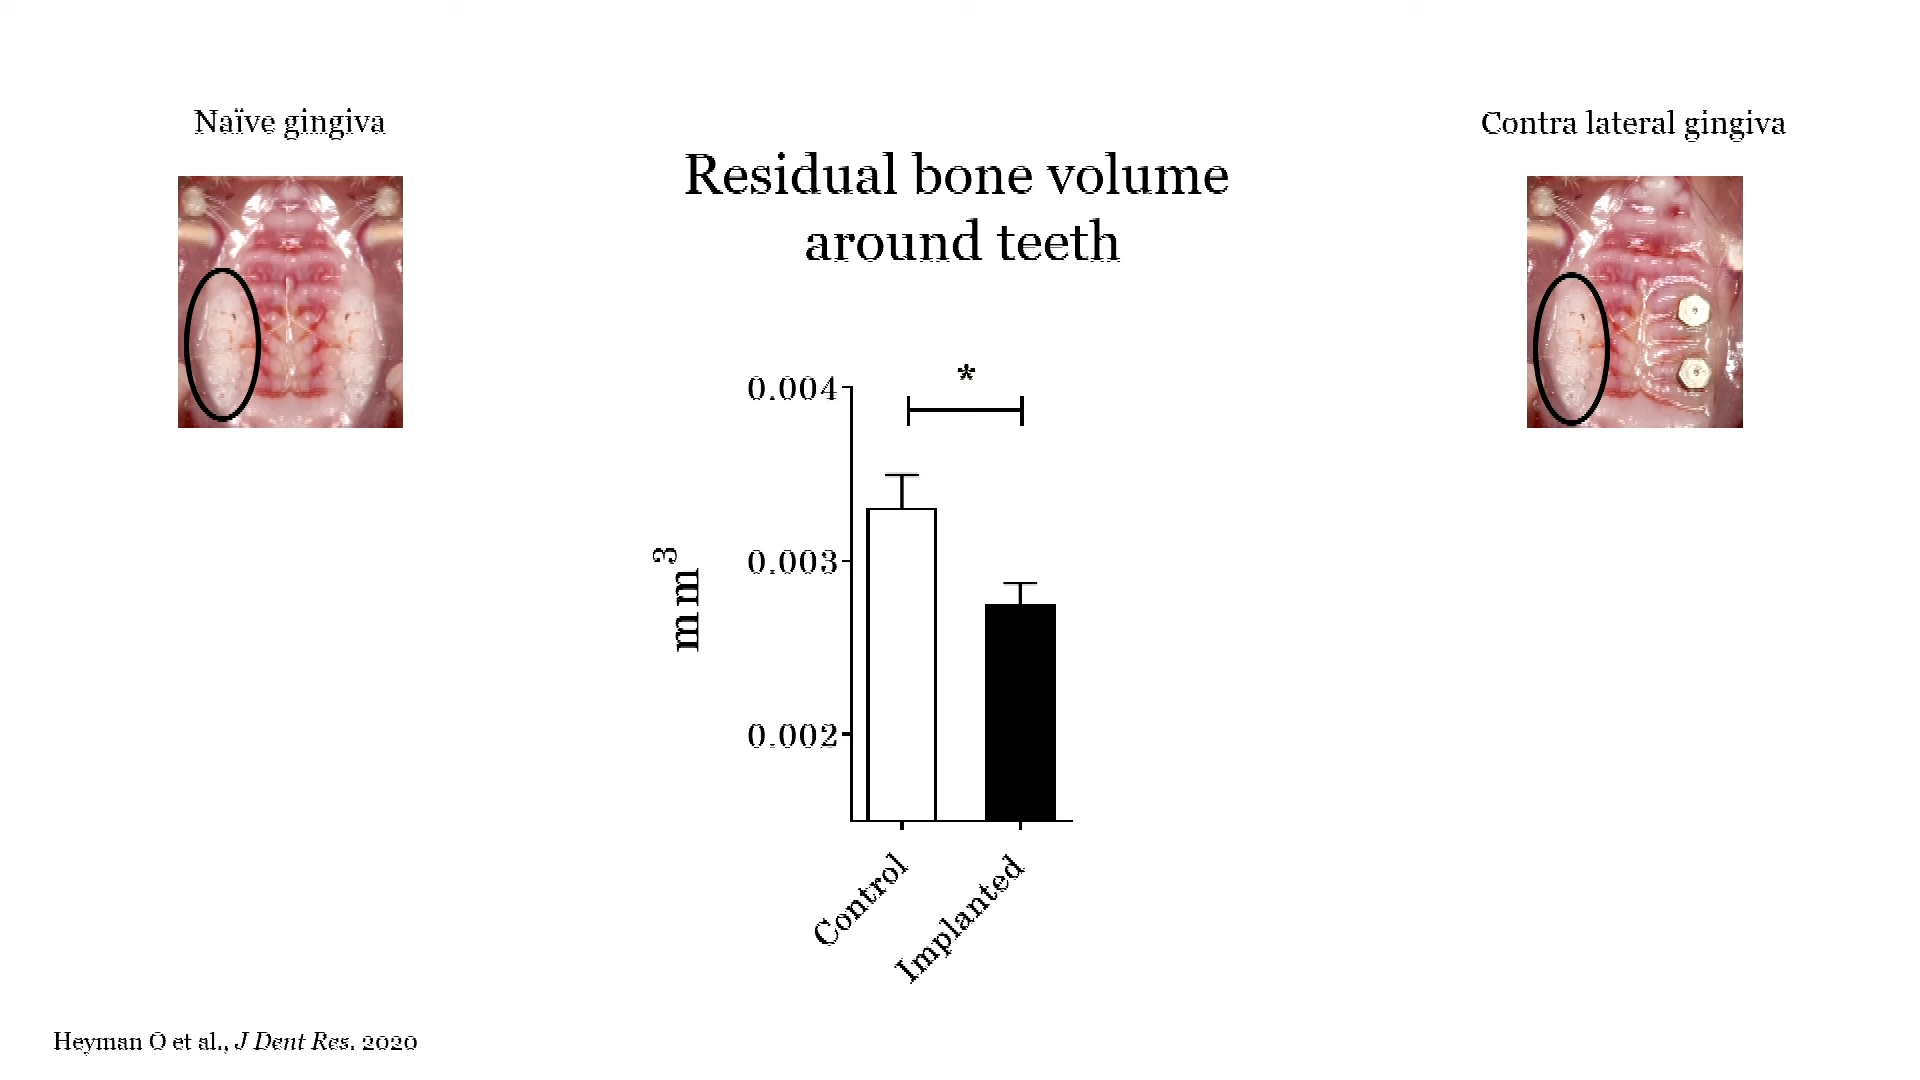 Naïve gingiva
Contra lateral gingiva
Residual bone volume
around teeth
*
0.004
0.003
0.002
mm³
Control
Implanted
Heyman O et al., J Dent Res. 2020